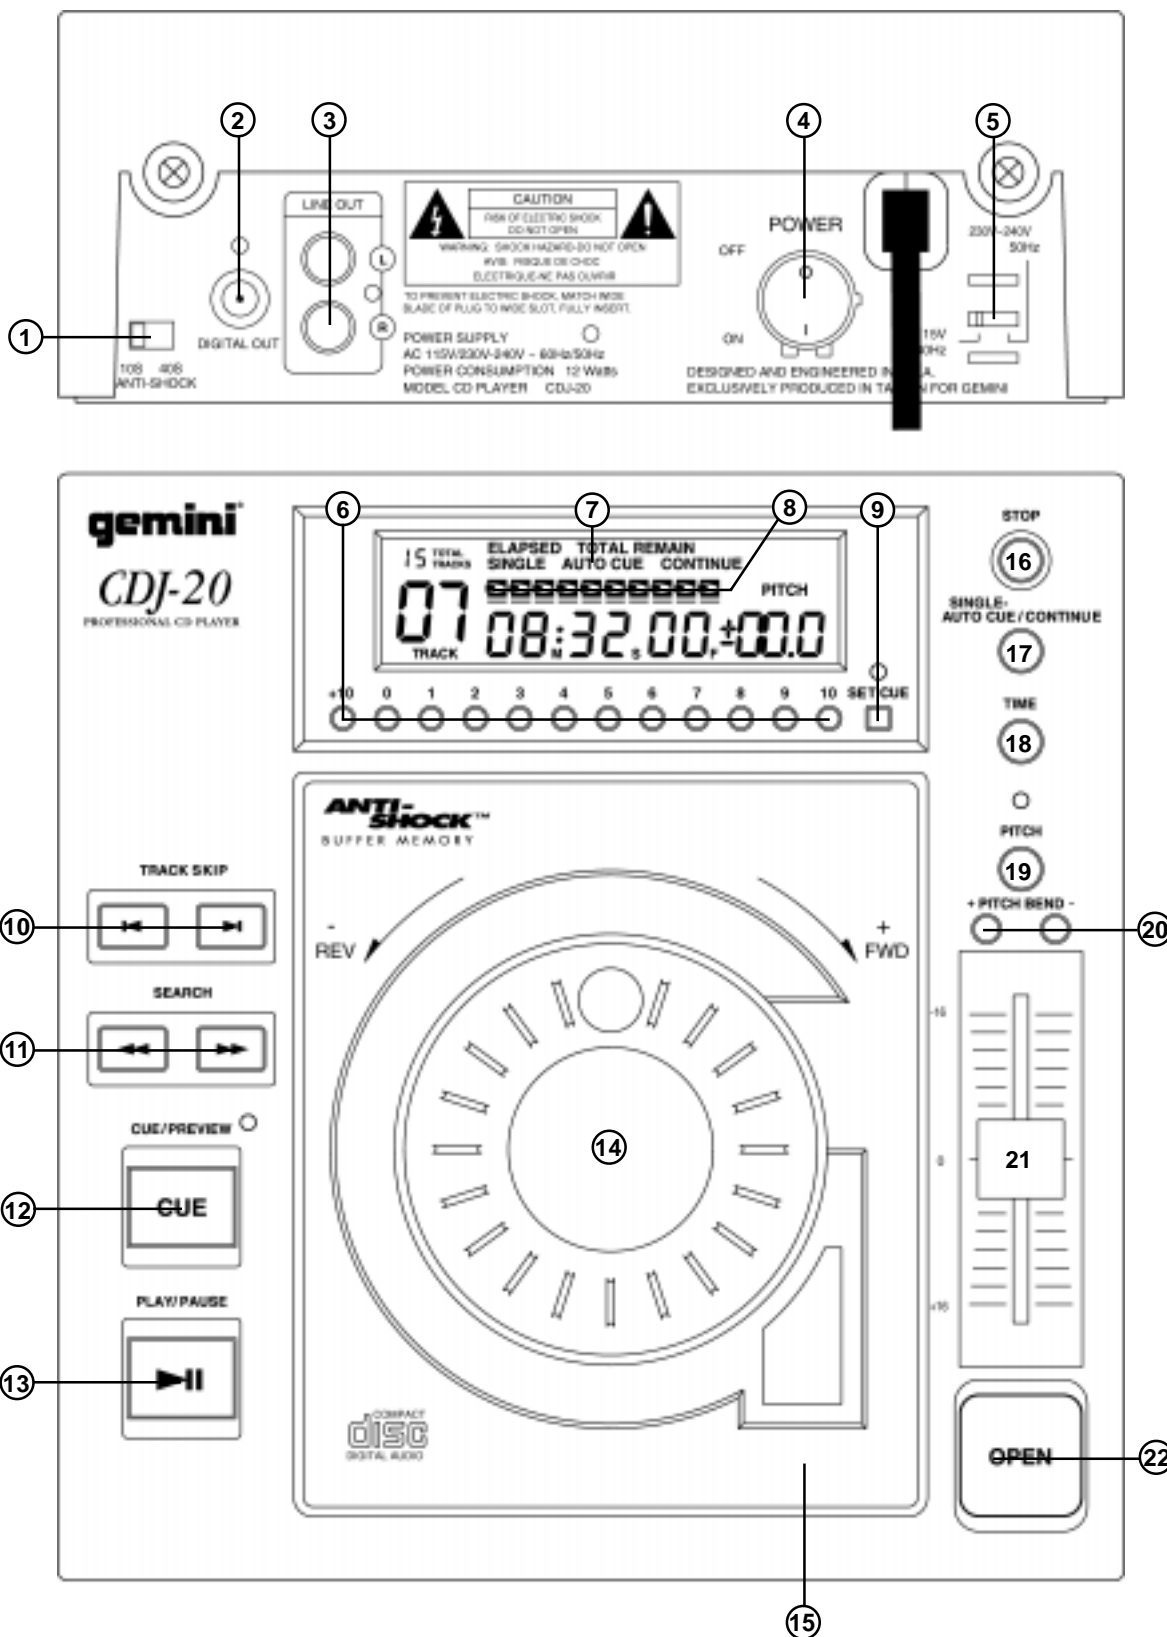 2
3
4
5
LINE OUT
L
R
CAUTION
RISK OF ELECTRIC SHOCK
DO NOT OPEN
WARNING: SHOCK HAZARD-DO NOT OPEN
AVIS: RISQUE DE CHOC
ELECTRIQUE-NE PAS OUVRIR
TO PREVENT ELECTRIC SHOCK, MATCH WIDE
BLADE OF PLUG TO WIDE SLOT, FULLY INSERT.
POWER
OFF
ON
230V~240V
50Hz
15V
0Hz
1
DIGITAL OUT
10S 40S
ANTI-SHOCK
POWER SUPPLY
AC 115V/230V-240V ~ 60Hz/50Hz
POWER CONSUMPTION 12 Watts
MODEL CD PLAYER CDJ-20
DESIGNED AND ENGINEERED IN A.
EXCLUSIVELY PRODUCED IN TA N FOR GEMINI
gemini
CDJ-20
PROFESSIONAL CD PLAYER
6
7
8
9
15 TOTAL TRACKS
ELAPSED TOTAL REMAIN
SINGLE AUTO CUE CONTINUE
PITCH
07
TRACK
08:32.00 ±00.0
M S F
+10 0 1 2 3 4 5 6 7 8 9 10 SET CUE
STOP
16
SINGLE-
AUTO CUE/CONTINUE
17
TIME
18
PITCH
19
+ PITCH BEND -
20
ANTI-SHOCK™
BUFFER MEMORY
-
REV
+
FWD
TRACK SKIP
10
SEARCH
11
CUE/PREVIEW
12
CUE
PLAY/PAUSE
13
14
-16
0
21
+16
COMPACT
disc
DIGITAL AUDIO
OPEN
22
15